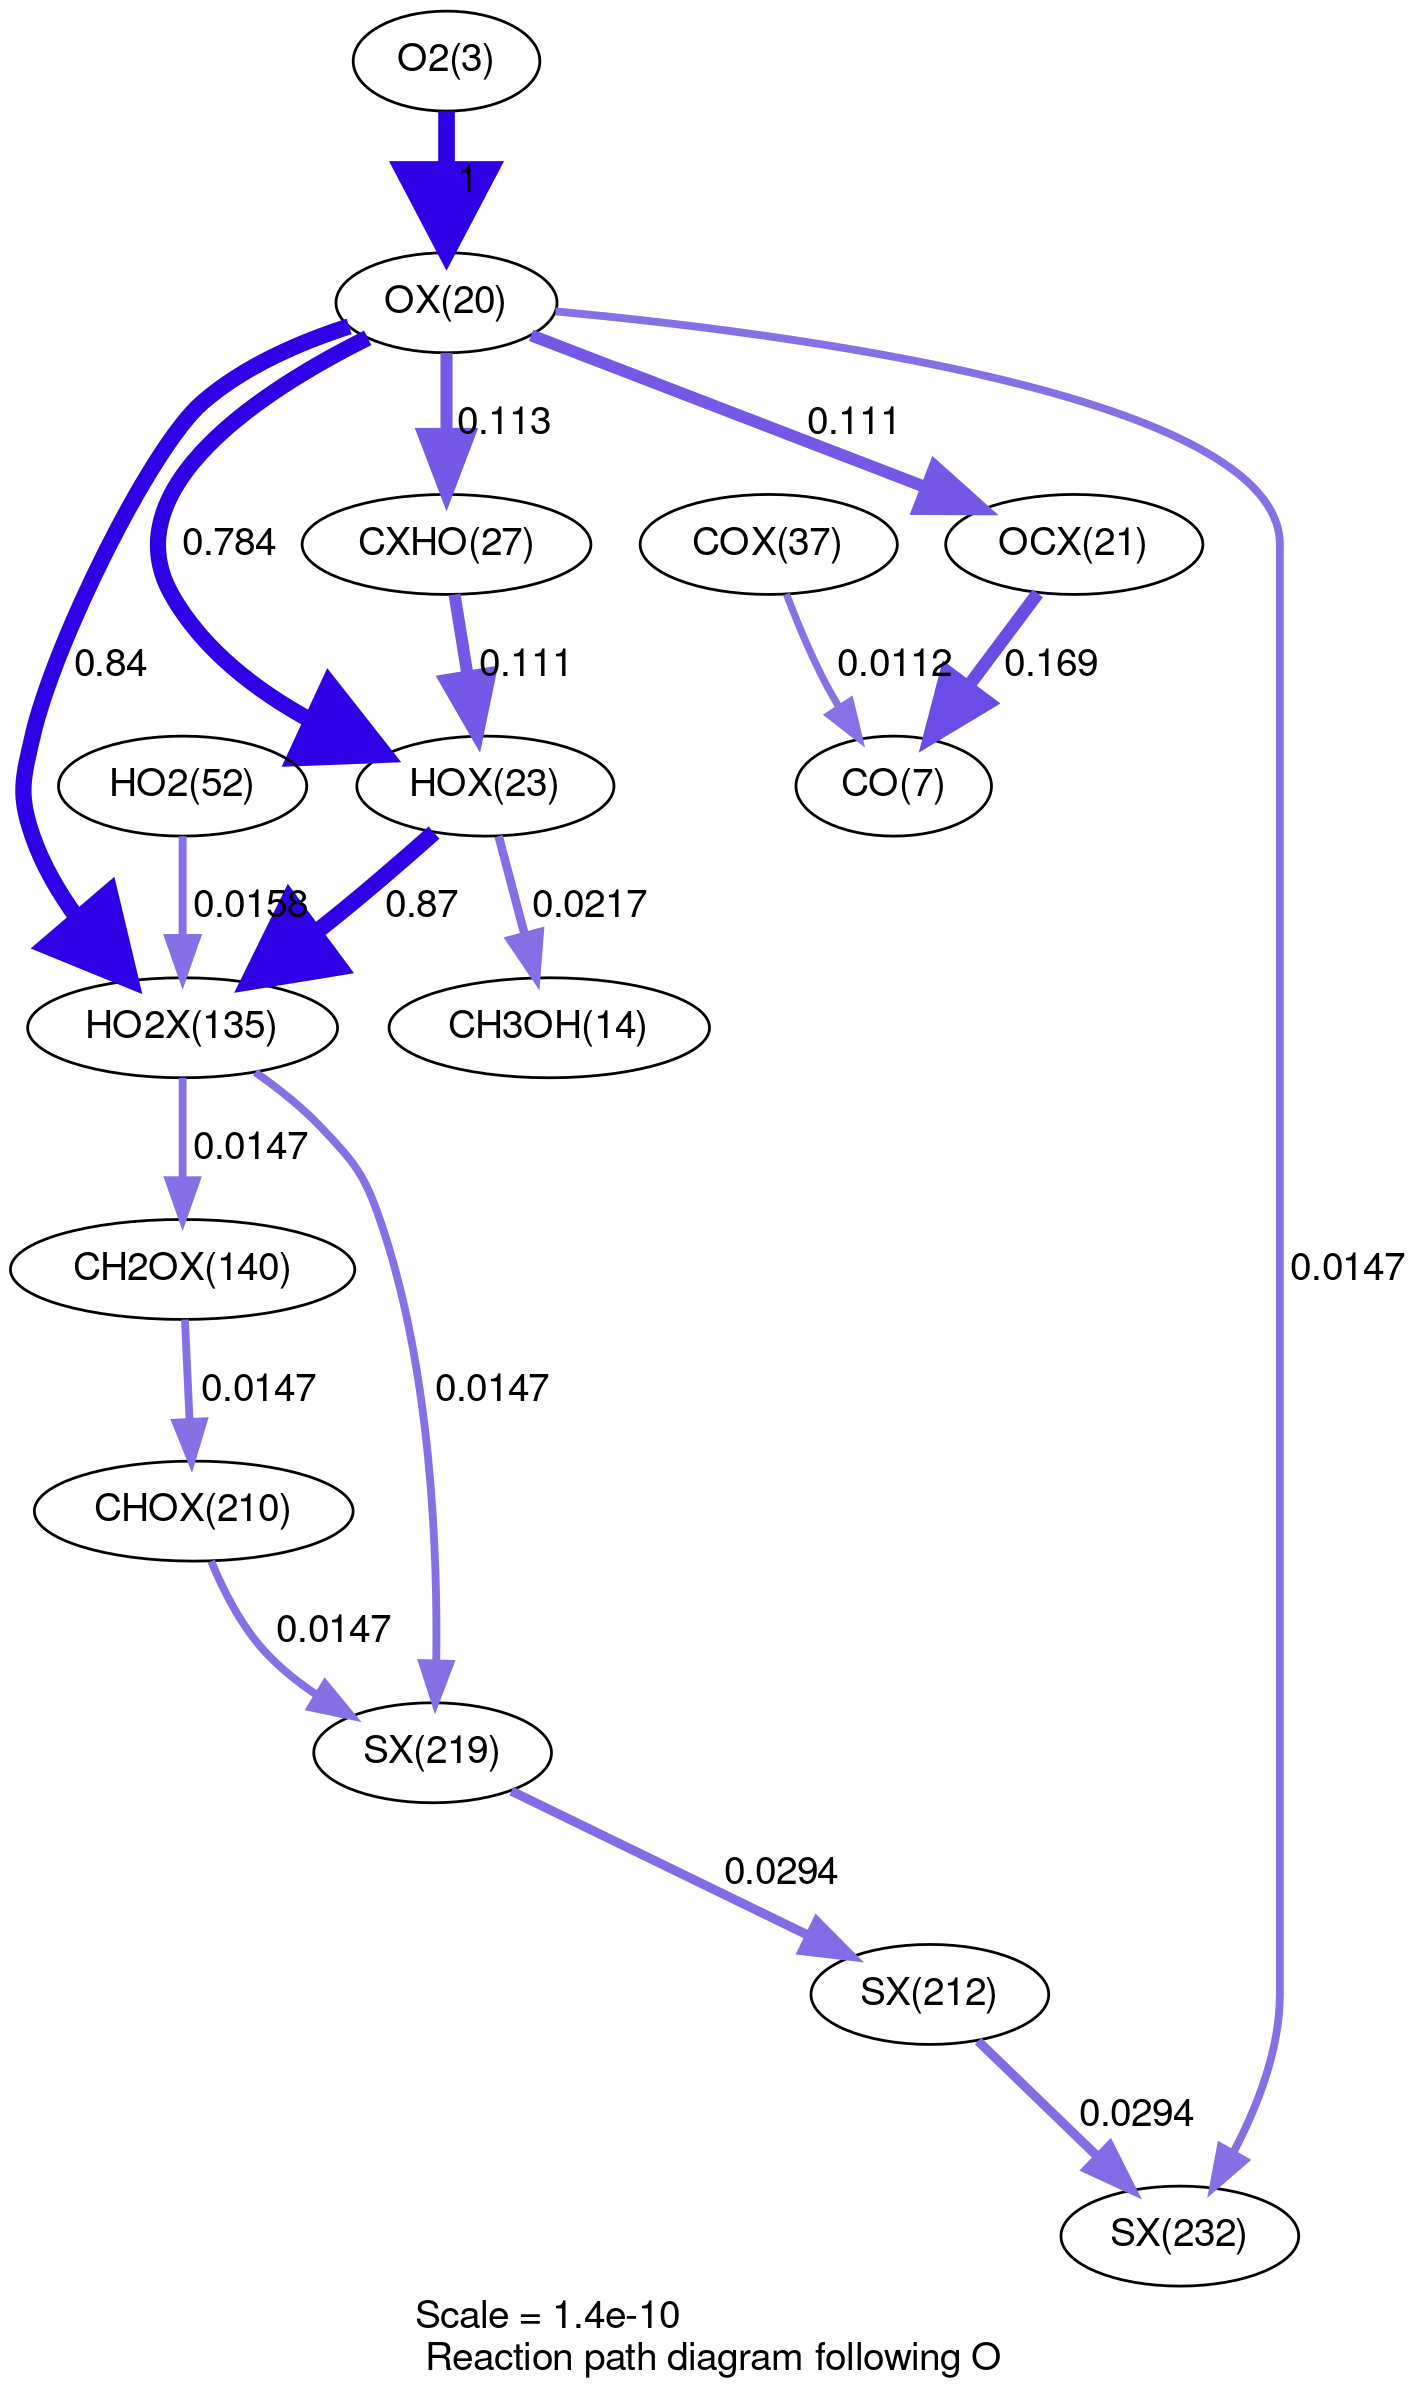 O2(3)
1
OX(20)
0.113
0.111
0.784
CXHO(27)
COX(37)
OCX(21)
0.84
0.111
0.0112
0.169
HO2(52)
HOX(23)
CO(7)
0.0158
0.87
0.0217
HO2X(135)
CH3OH(14)
0.0147
CH2OX(140)
0.0147
0.0147
0.0147
CHOX(210)
0.0147
SX(219)
0.0294
SX(212)
0.0294
SX(232)
Scale = 1.4e-10
Reaction path diagram following O